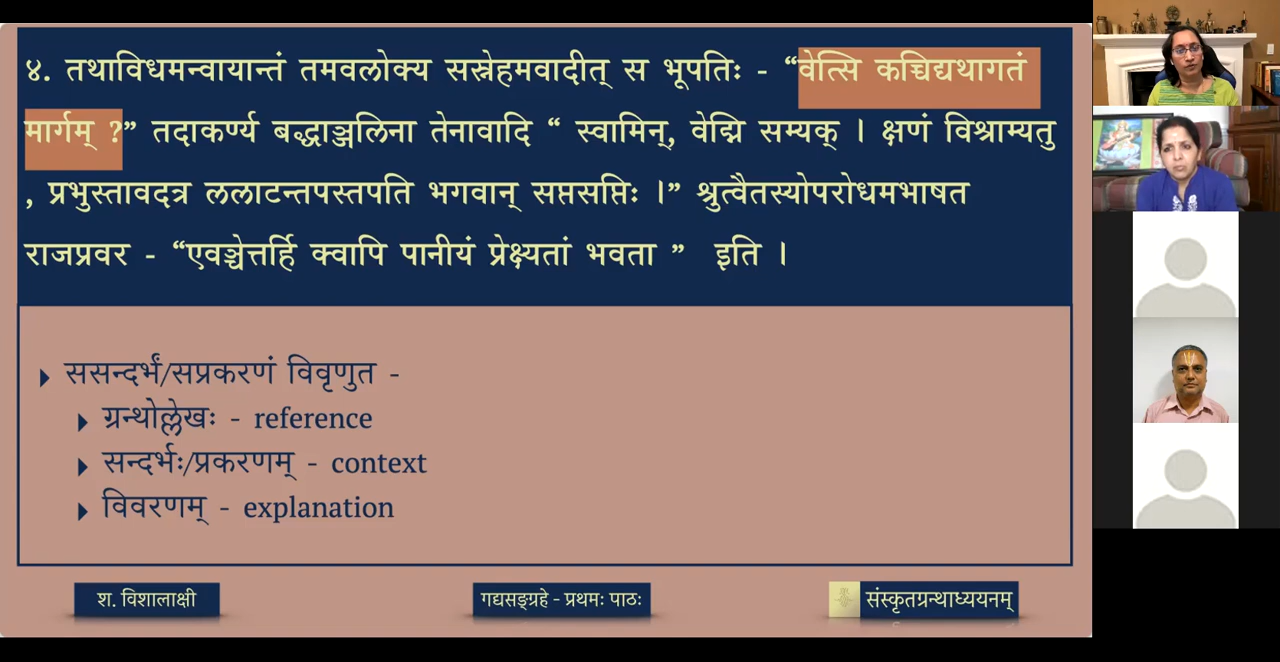 ४. तथाविधमन्वायान्तं तमवलोक्य सस्नेहमवादीत् स भूपतिः - “वेत्सि कच्चिद्यथागतं
मार्गम् ?” तदाकर्ण्य बद्धाञ्जलिना तेनावादि “ स्वामिन्, वेद्मि सम्यक् । क्षणं विश्राम्यतु
, प्रभुस्तावदत्र ललाटन्तपस्तपति भगवान् सप्तसप्तिः ।” श्रुत्वैतस्योपरोधमभाषत
राजप्रवर - “एवञ्चेत्तर्हि क्वापि पानीयं प्रेक्ष्यतां भवता ” इति ।
ससन्दर्भं/सप्रकरणं विवृणुत -
ग्रन्थोल्लेखः - reference
सन्दर्भः/प्रकरणम् - context
विवरणम् - explanation
श. विशालाक्षी
गद्यसङ्ग्रहे - प्रथमः पाठः
संस्कृतग्रन्थाध्ययनम्